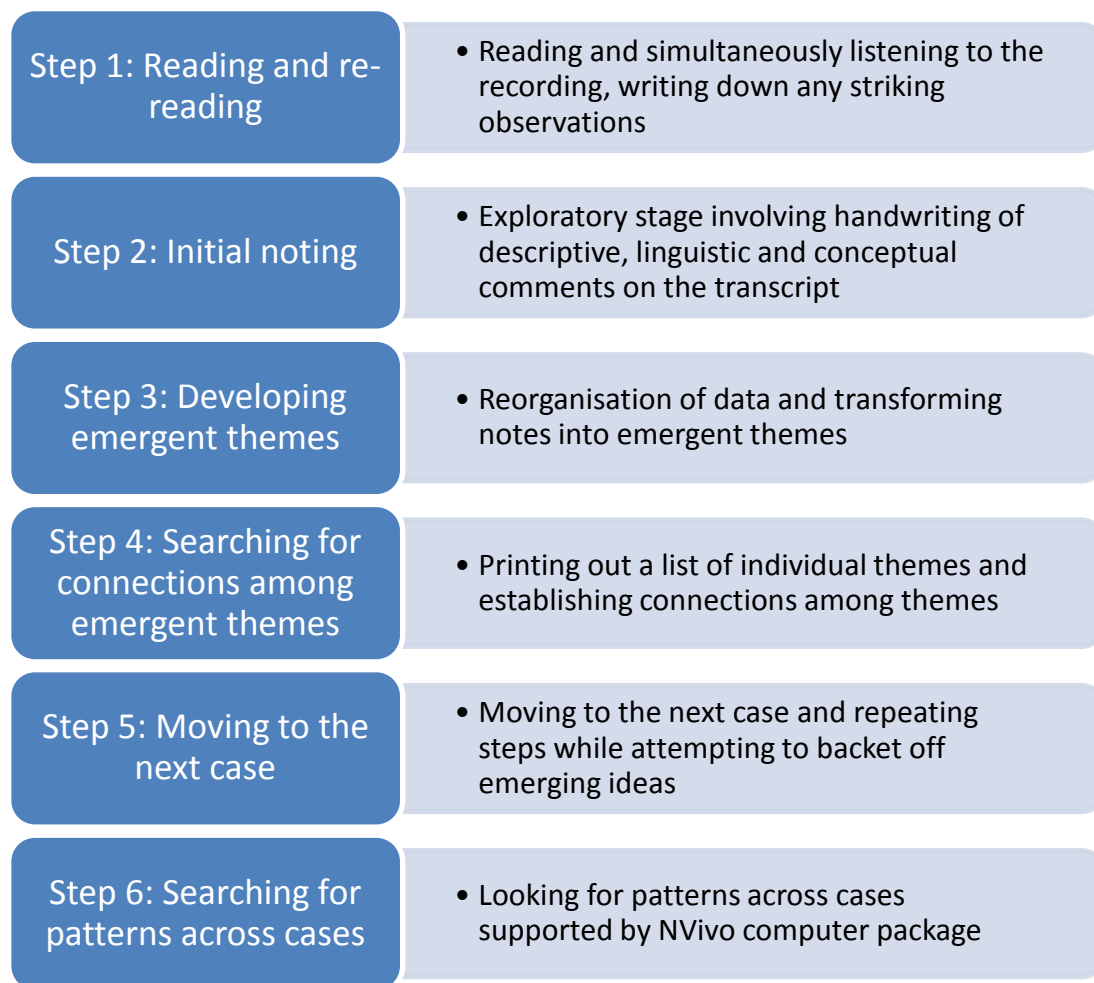 Step 1: Reading and re-
reading
• Reading and simultaneously listening to the
recording, writing down any striking
observations
Step 2: Initial noting
• Exploratory stage involving handwriting of
descriptive, linguistic and conceptual
comments on the transcript
Step 3: Developing
emergent themes
• Reorganisation of data and transforming
notes into emergent themes
Step 4: Searching for
connections among
emergent themes
• Printing out a list of individual themes and
establishing connections among themes
Step 5: Moving to the
next case
• Moving to the next case and repeating
steps while attempting to backet off
emerging ideas
Step 6: Searching for
patterns across cases
• Looking for patterns across cases
supported by NVivo computer package